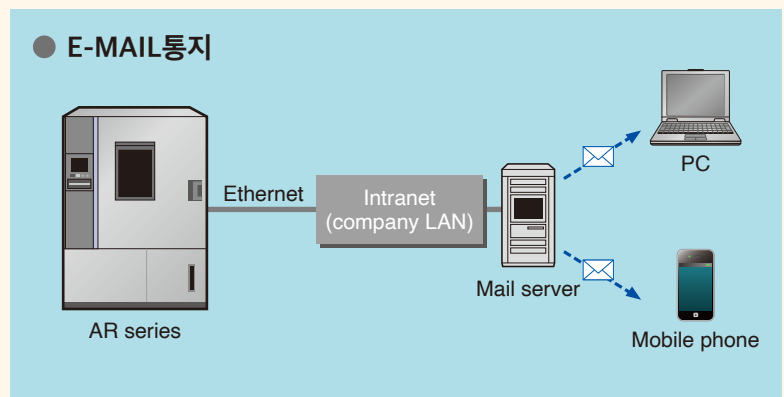 ● E-MAIL통지
Ethernet
Intranet
(company LAN)
PC
Mail server
AR series
Mobile phone